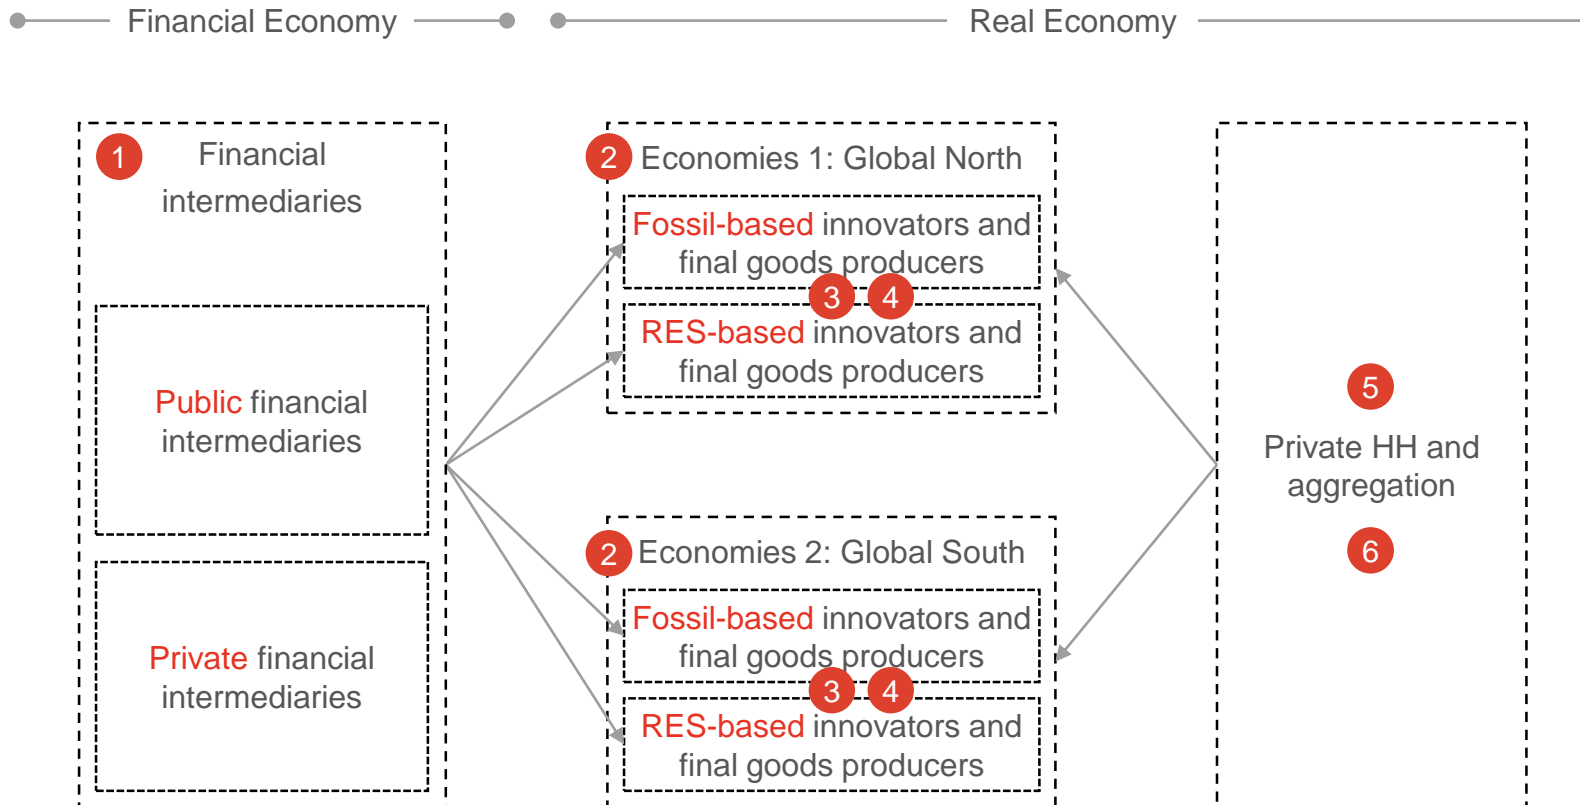 Financial Economy
Real Economy
1
Financial
intermediaries
Public financial
intermediaries
Private financial
intermediaries
2
Economies 1: Global North
Fossil-based innovators and
final goods producers
3
4
RES-based innovators and
final goods producers
2
Economies 2: Global South
Fossil-based innovators and
final goods producers
3
4
RES-based innovators and
final goods producers
5
Private HH and
aggregation
6